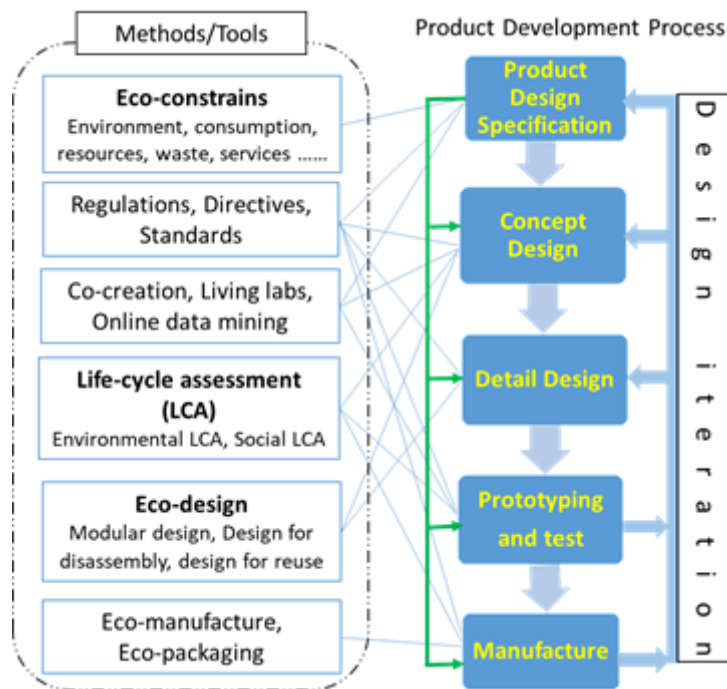 Methods/Tools
Product Development Process
Eco-constrains
Environment, consumption,
resources, waste, services ......
Regulations, Directives,
Standards
Co-creation, Living labs,
Online data mining
Life-cycle assessment
(LCA)
Environmental LCA, Social LCA
Eco-design
Modular design, Design for
disassembly, design for reuse
Eco-manufacture,
Eco-packaging
Product
Design
Specification
Concept
Design
Detail Design
Prototyping
and test
Manufacture
Design iteration